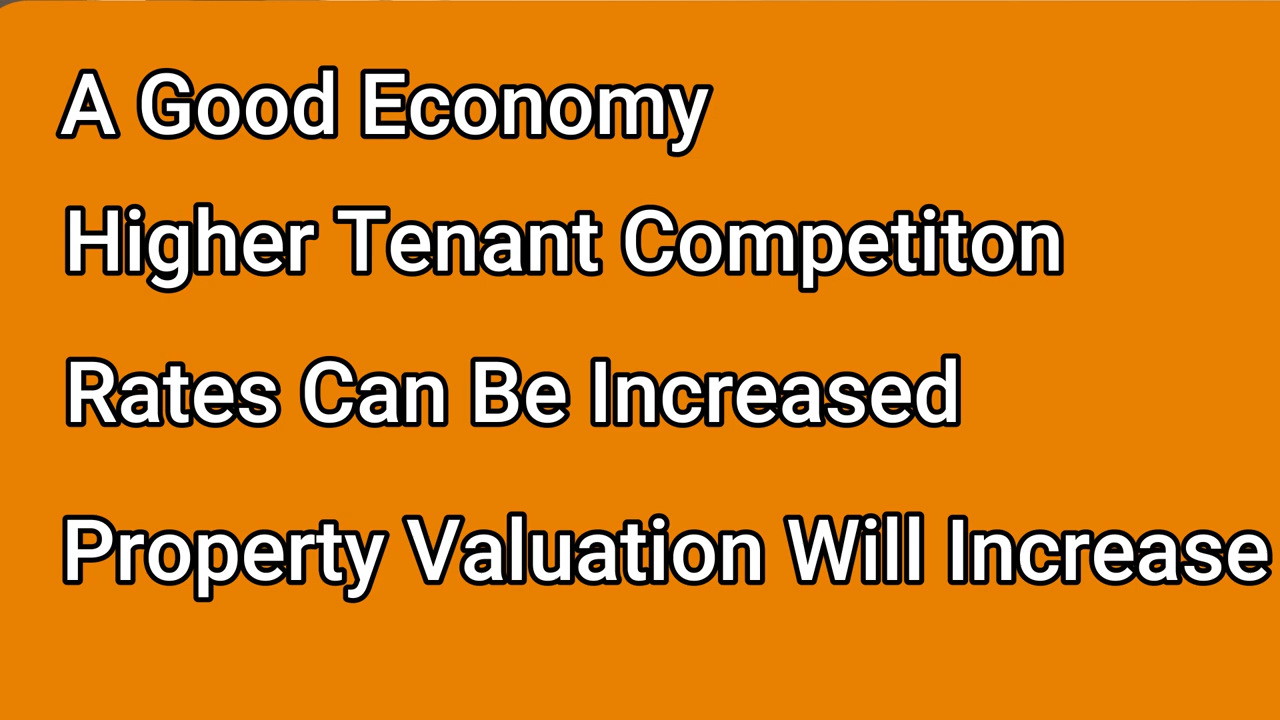 A Good Economy
Higher Tenant Competiton
Rates Can Be Increased
Property Valuation Will Increase